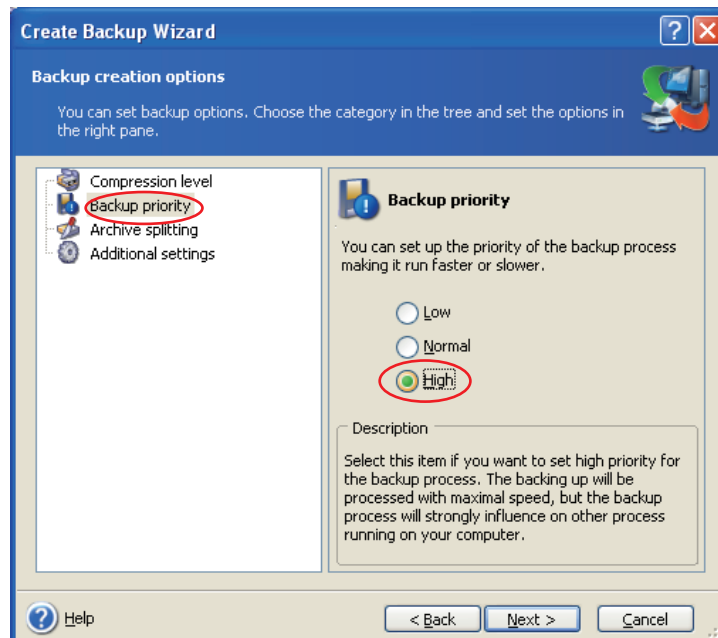 Create Backup Wizard
Backup creation options
You can set backup options. Choose the category in the tree and set the options in
the right pane.
Compression level
Backup priority
Archive splitting
Additional settings
Backup priority
You can set up the priority of the backup process
making it run faster or slower.
Low
Normal
High
Description
Select this item if you want to set high priority for
the backup process. The backing up will be
processed with maximal speed, but the backup
process will strongly influence on other process
running on your computer.
Help
< Back
Next >
Cancel